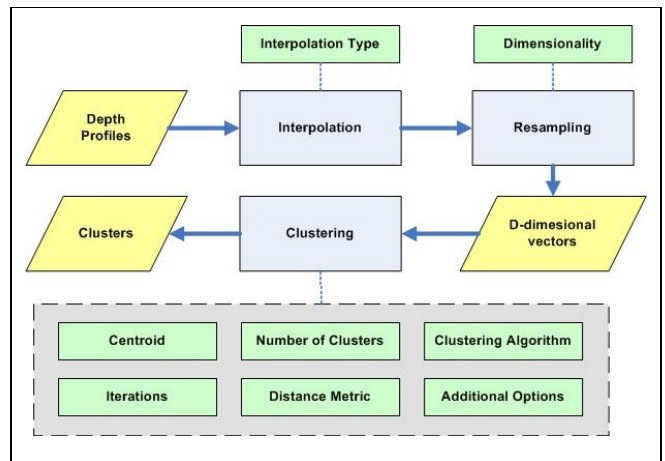 Interpolation Type
Dimensionality
Depth
Profiles
Interpolation
Resampling
Clusters
Clustering
D-dimesional
vectors
Centroid
Number of Clusters
Clustering Algorithm
Iterations
Distance Metric
Additional Options